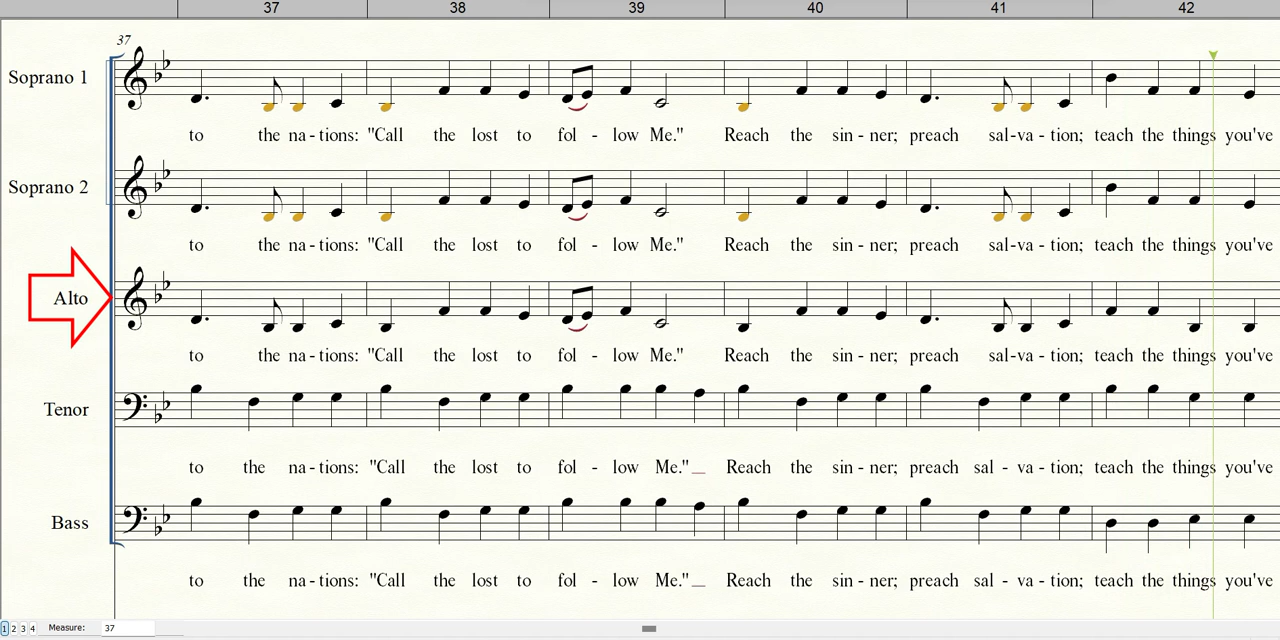 37 38 39 40 41 42
37
Soprano 1
to the na - tions: "Call the lost to fol - low Me." Reach the sin - ner; preach sal - va - tion; teach the things you've
Soprano 2
to the na - tions: "Call the lost to fol - low Me." Reach the sin - ner; preach sal - va - tion; teach the things you've
Alto
to the na - tions: "Call the lost to fol - low Me." Reach the sin - ner; preach sal - va - tion; teach the things you've
Tenor
to the na - tions: "Call the lost to fol - low Me."_ Reach the sin - ner; preach sal - va - tion; teach the things you've
Bass
to the na - tions: "Call the lost to fol - low Me."_ Reach the sin - ner; preach sal - va - tion; teach the things you've
1 2 3 4 Measure: 37